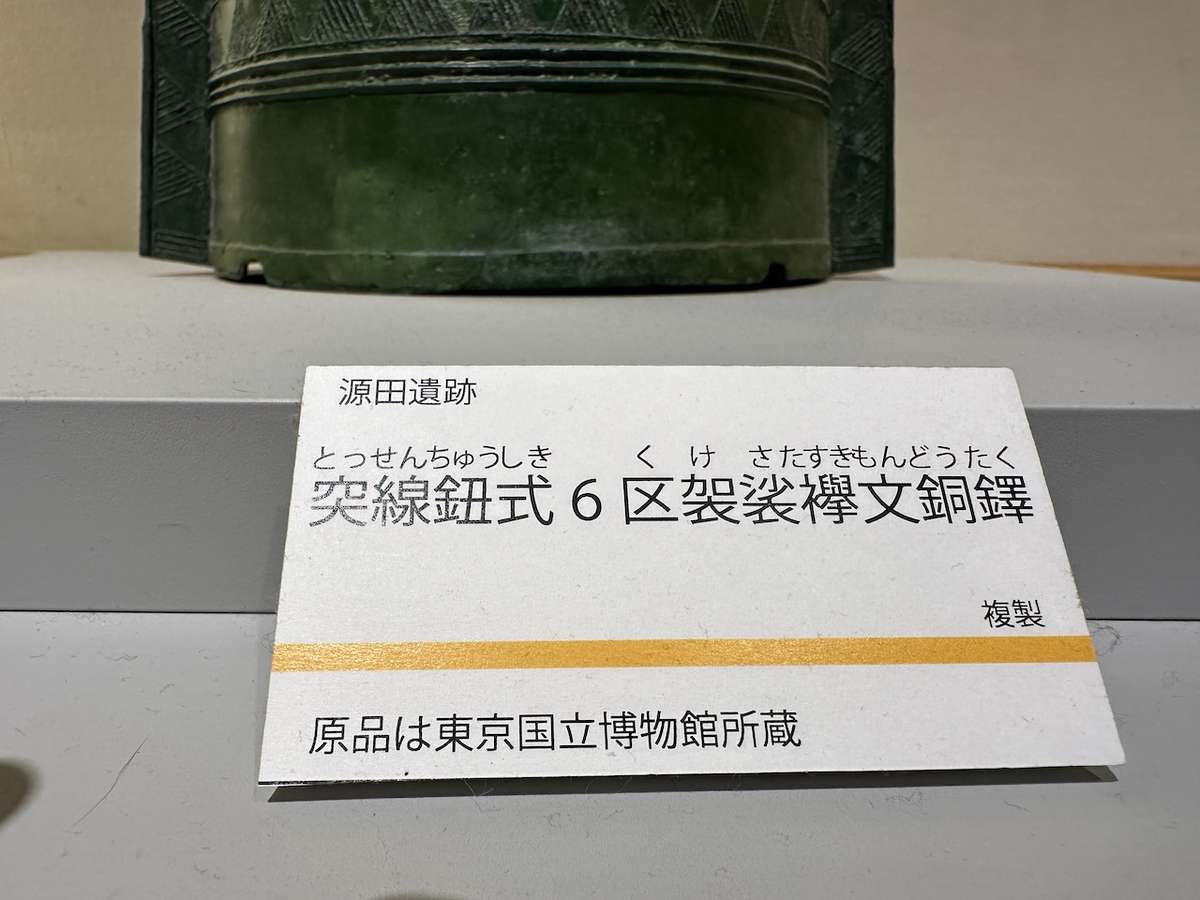 源田遺跡
とっせんちゅうしき く け さたすきもんどうたく
突線鈕式6区袈裟襷文銅鐸
複製
原品は東京国立博物館所蔵